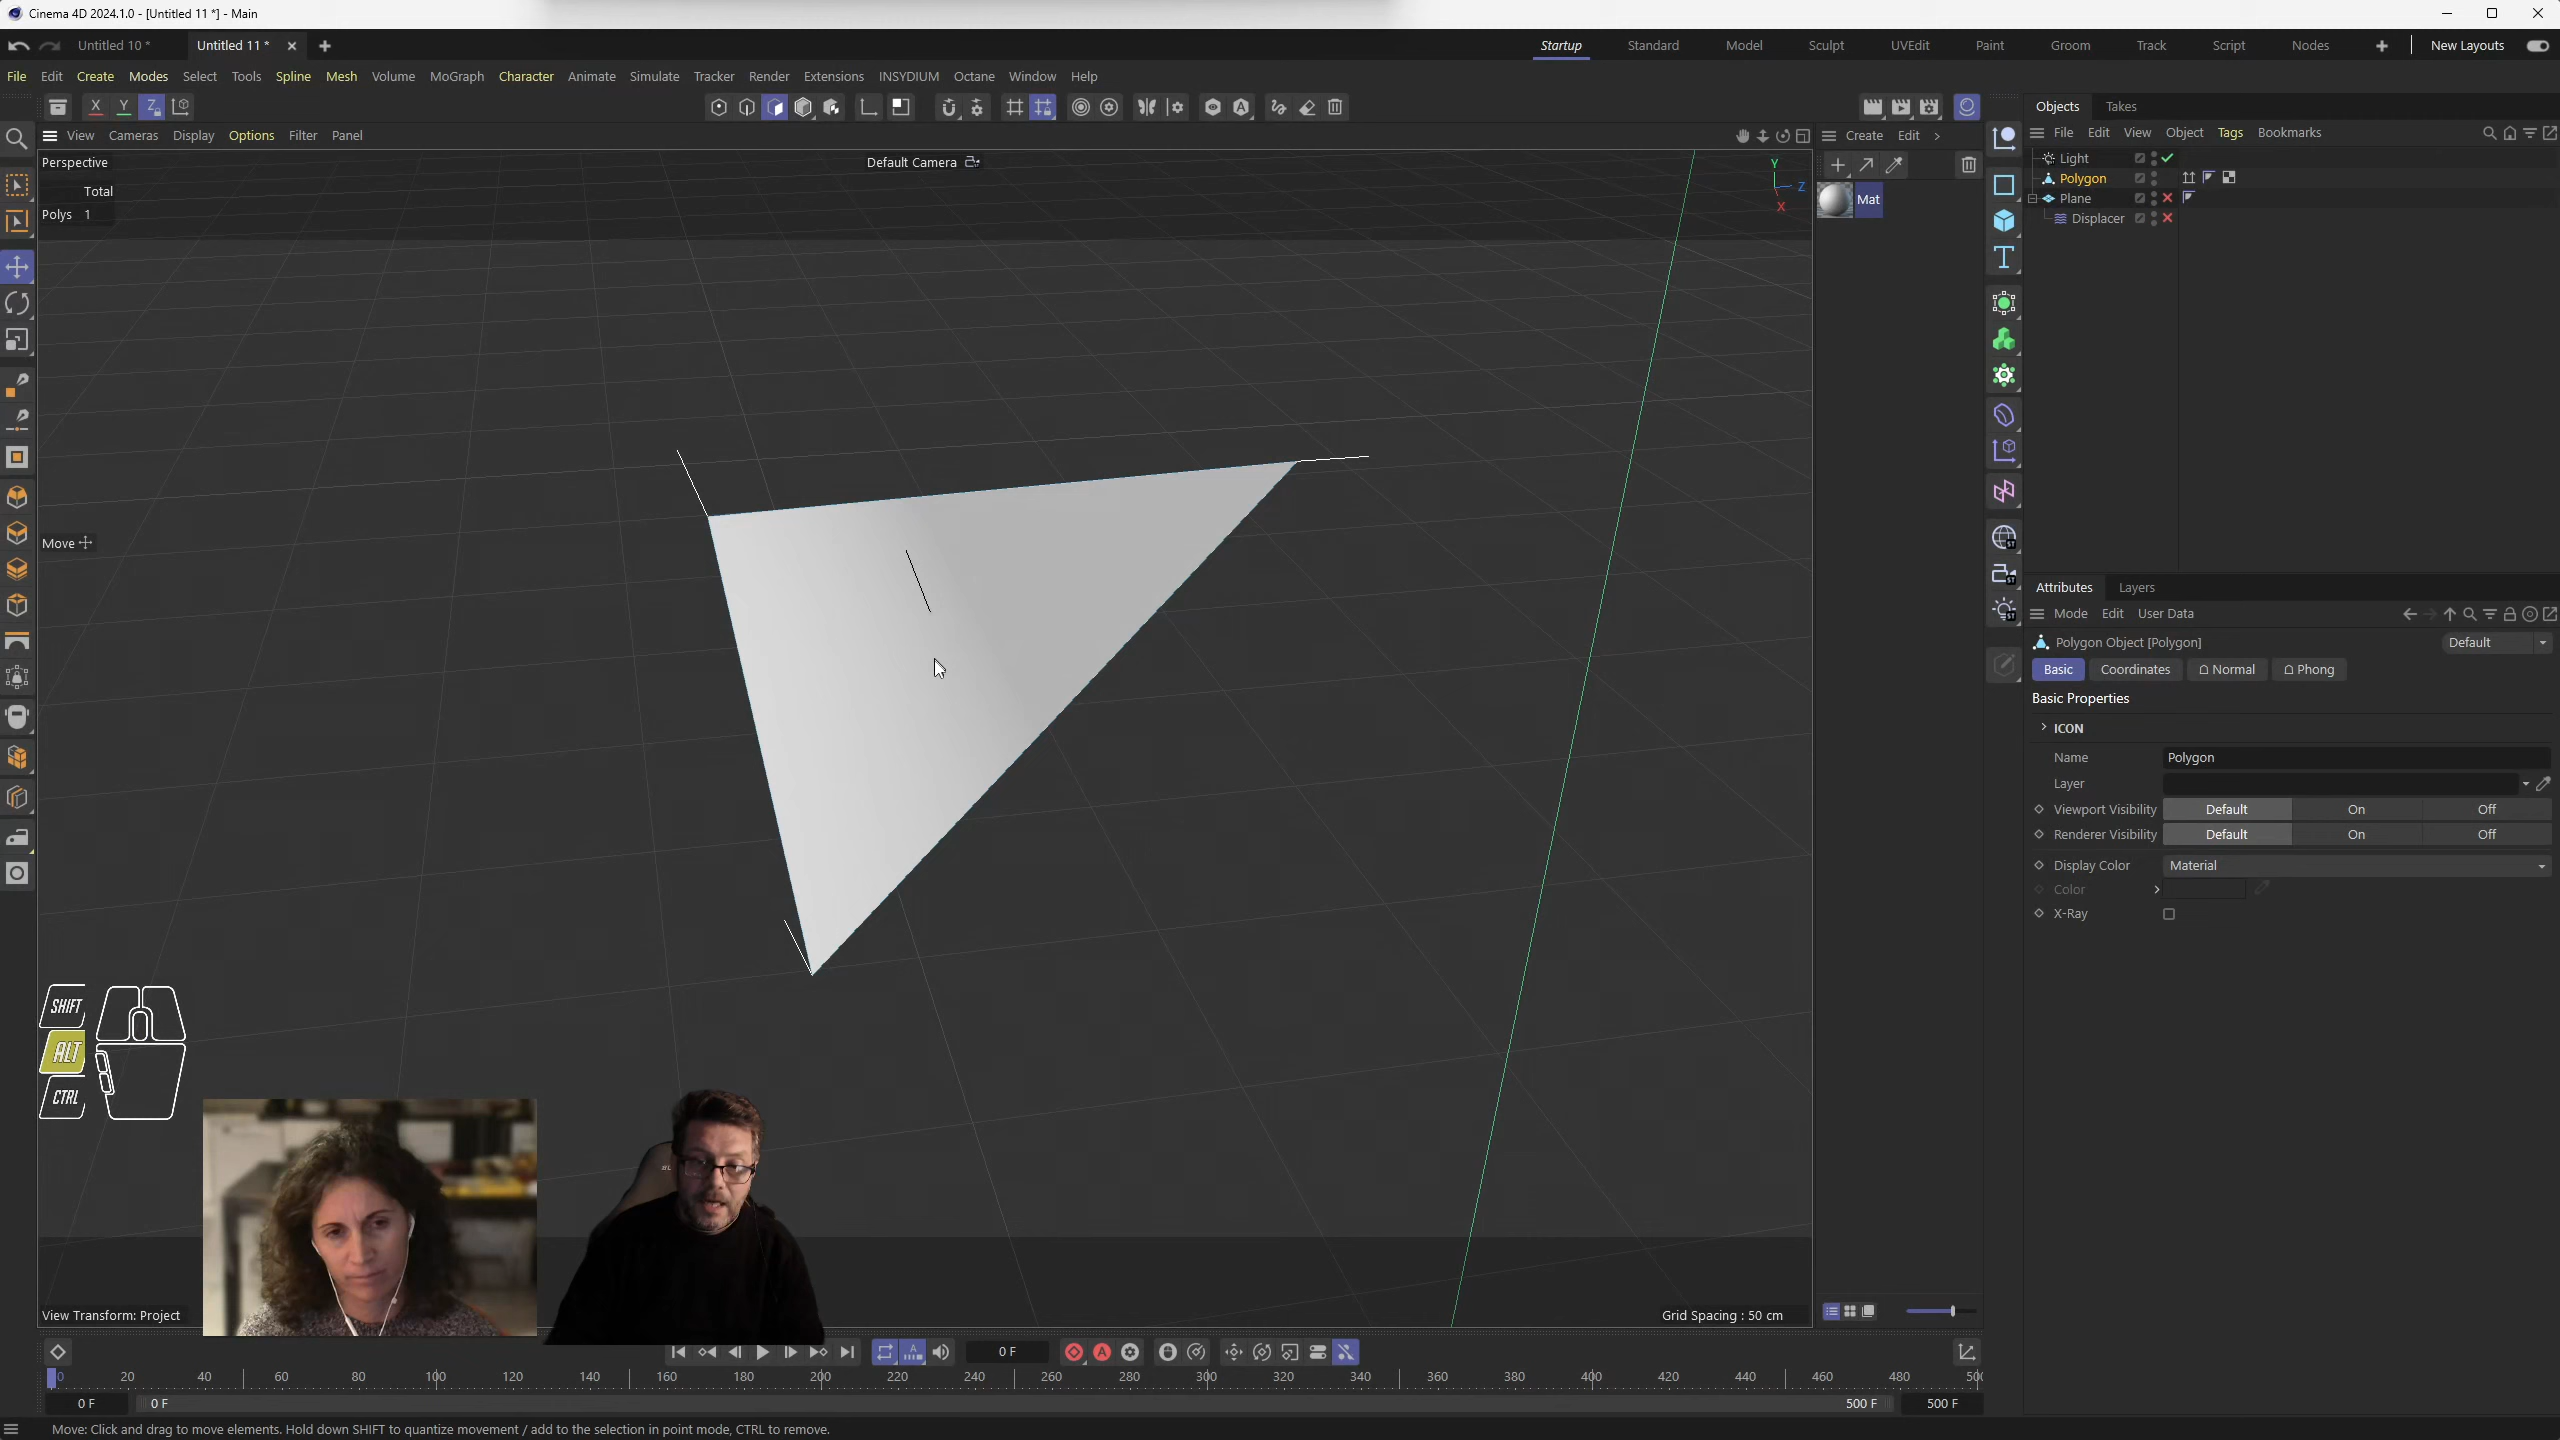 Cinema 4D 2024.1.0 - [Untitled 11 *] - Main
Untitled 10 * Untitled 11 * Startup Standard Model Sculpt UVEdit Paint Groom Track Script Nodes New Layouts
File Edit Create Modes Select Tools Spline Mesh Volume MoGraph Character Animate Simulate Tracker Render Extensions INSYDIUM Octane Window Help
X Y Z
Objects Takes
View Cameras Display Options Filter Panel
Create Edit
File Edit View Object Tags Bookmarks
Perspective
Default Camera
Y
Z
X
Total
Polys 1
Mat
Light
Polygon
Plane
Displacer
Move
Attributes Layers
Mode Edit User Data
Polygon Object [Polygon]
Default
Basic Coordinates Normal Phong
Basic Properties
ICON
Name Polygon
Layer
Viewport Visibility Default On Off
Renderer Visibility Default On Off
Display Color Material
Color
X-Ray
SHIFT
ALT
CTRL
View Transform: Project
Grid Spacing : 50 cm
0 F
0 20 40 60 80 100 120 140 160 180 200 220 240 260 280 300 320 340 360 380 400 420 440 460 480
0 F 0 F 500 F 500 F
Move: Click and drag to move elements. Hold down SHIFT to quantize movement / add to the selection in point mode, CTRL to remove.